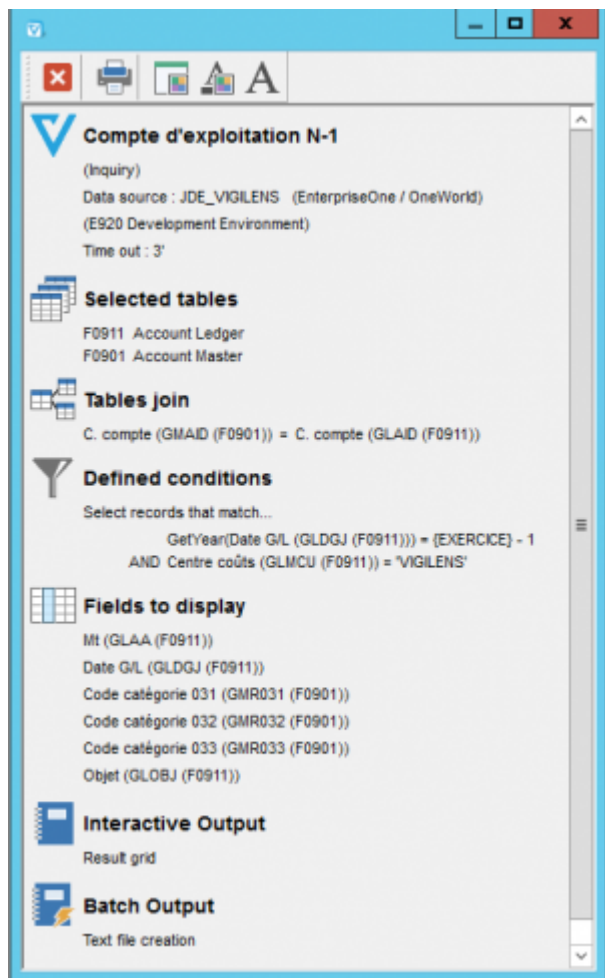 Compte d'exploitation N-1
(Inquiry)
Data source : JDE_VIGILENS (EnterpriseOne / OneWorld)
(E920 Development Environment)
Time out : 3'
Selected tables
F0911 Account Ledger
F0901 Account Master
Tables join
C. compte (GMAID (F0901)) = C. compte (GLAID (F0911))
Defined conditions
Select records that match...
GetYear(Date G/L (GLDGJ (F0911))) = {EXERCICE} - 1
AND Centre coûts (GLMCU (F0911)) = 'VIGILENS'
Fields to display
Mt (GLAA (F0911))
Date G/L (GLDGJ (F0911))
Code catégorie 031 (GMR031 (F0901))
Code catégorie 032 (GMR032 (F0901))
Code catégorie 033 (GMR033 (F0901))
Objet (GLOBJ (F0911))
Interactive Output
Result grid
Batch Output
Text file creation